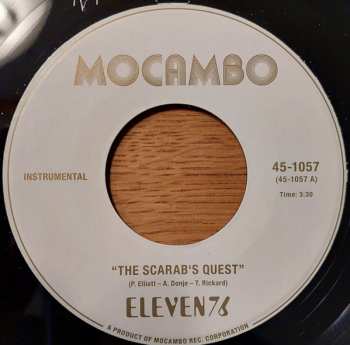 MOCAMBO
INSTRUMENTAL
45-1057
(45-1057 A)
Time: 3:30
"THE SCARAB'S QUEST"
(P. Elliott – A. Donje – T. Rickard)
ELEVEN76
A PRODUCT OF MOCAMBO REC. CORPORATION